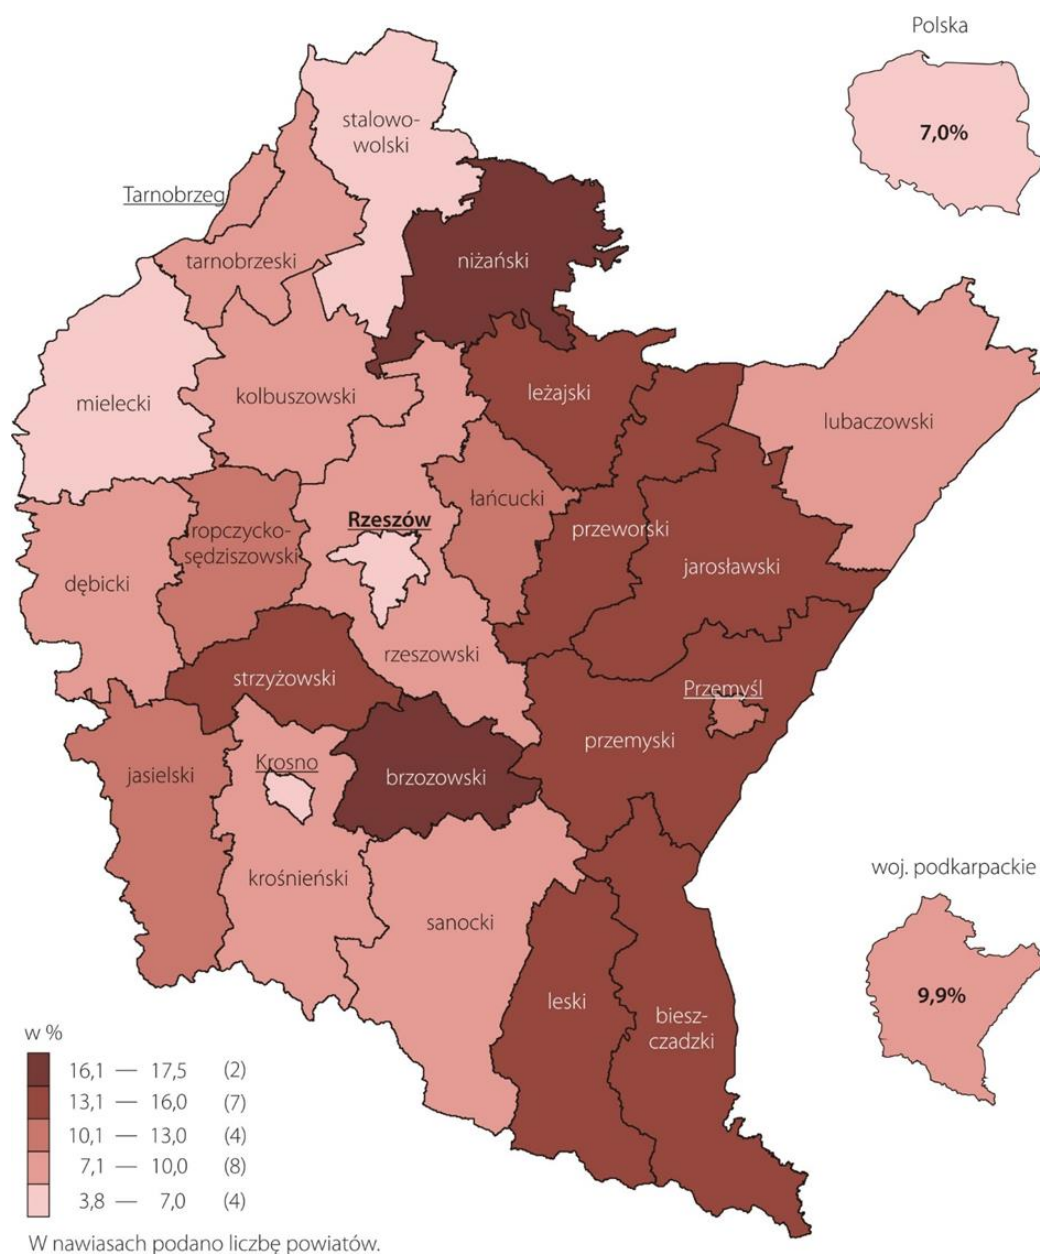 Polska
7,0%
stalowo-
wolski
Tarnobrzeg
tarnobrzeski
niżański
mielecki
kolbuszowski
leżajski
lubaczowski
łańcucki
ropczycko-
sędziszowski
Rzeszów
przeworski
jarosławski
dębicki
rzeszowski
strzyżowski
Przemyśl
przemyski
Krosno
brzozowski
jasielski
krośnieński
sanocki
woj. podkarpackie
9,9%
leski
biesz-
czadzki
w %
16,1 — 17,5 (2)
13,1 — 16,0 (7)
10,1 — 13,0 (4)
7,1 — 10,0 (8)
3,8 — 7,0 (4)
W nawiasach podano liczbę powiatów.